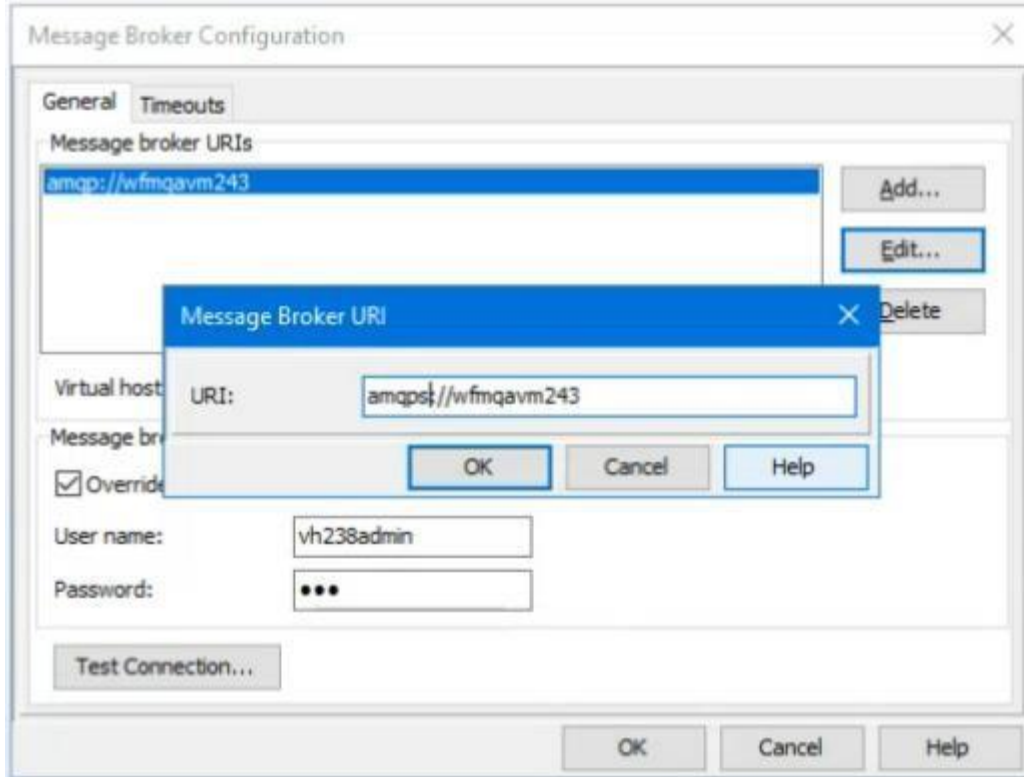 Message Broker Configuration
General Timeouts
Message broker URIs
amqp://wfmqavm243
Add...
Edit...
Delete
Message Broker URI
URI: amqps://wfmqavm243
OK Cancel Help
Virtual host
Message br
Override
User name: vh238admin
Password: •••
Test Connection...
OK Cancel Help